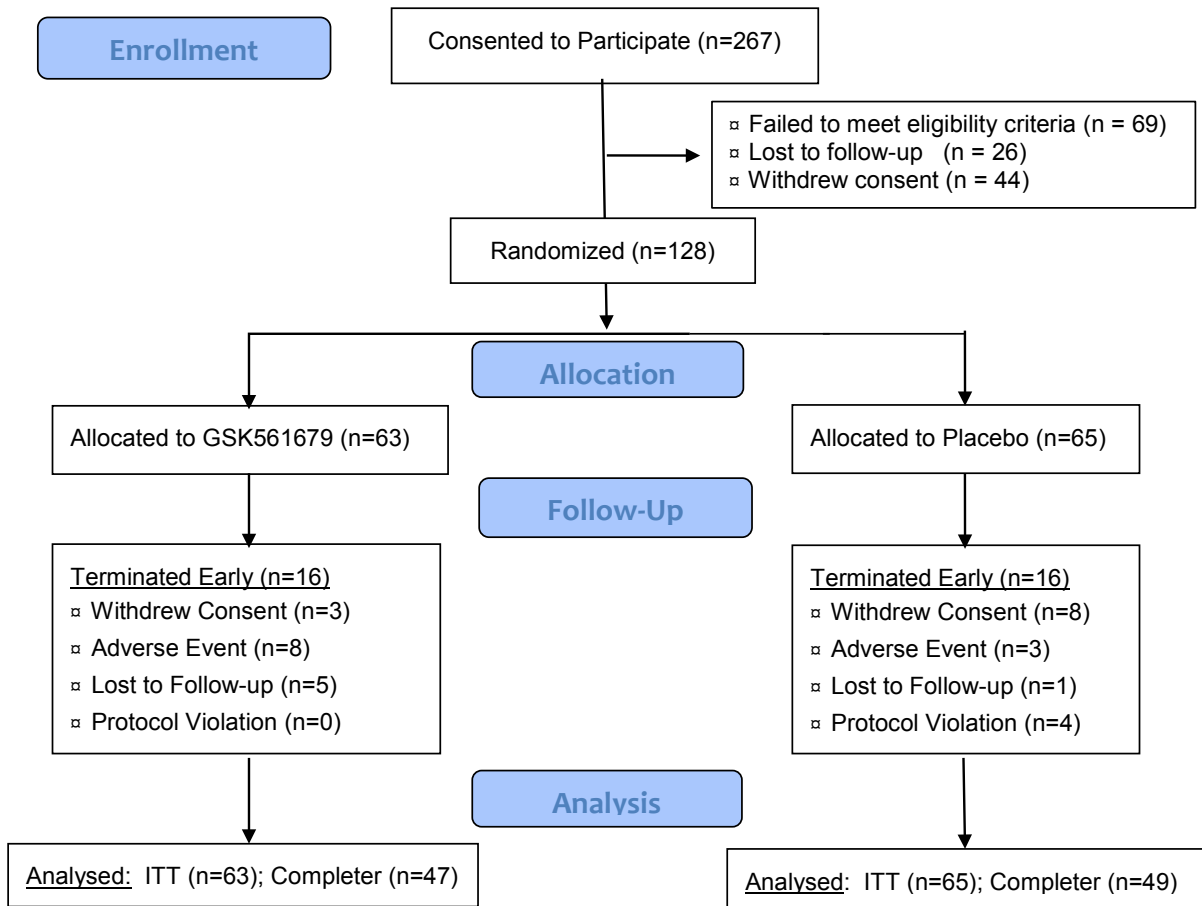 Enrollment
Consented to Participate (n=267)
¤ Failed to meet eligibility criteria (n = 69)
¤ Lost to follow-up (n = 26)
¤ Withdrew consent (n = 44)
Randomized (n=128)
Allocation
Allocated to GSK561679 (n=63)
Allocated to Placebo (n=65)
Follow-Up
Terminated Early (n=16)
¤ Withdrew Consent (n=3)
¤ Adverse Event (n=8)
¤ Lost to Follow-up (n=5)
¤ Protocol Violation (n=0)
Terminated Early (n=16)
¤ Withdrew Consent (n=8)
¤ Adverse Event (n=3)
¤ Lost to Follow-up (n=1)
¤ Protocol Violation (n=4)
Analysis
Analysed: ITT (n=63); Completer (n=47)
Analysed: ITT (n=65); Completer (n=49)